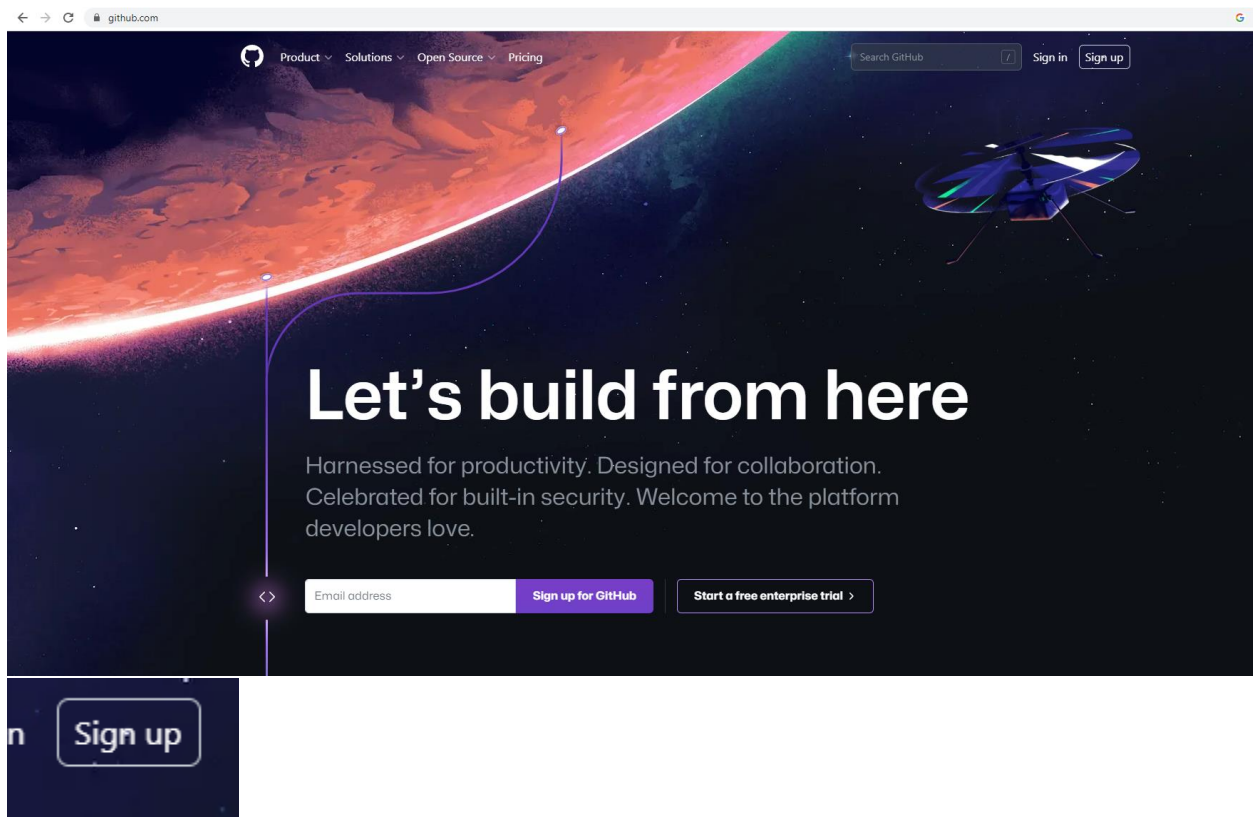 github.com
Product Solutions Open Source Pricing Search GitHub / Sign in Sign up
Let's build from here
Harnessed for productivity. Designed for collaboration.
Celebrated for built-in security. Welcome to the platform
developers love.
Email address Sign up for GitHub Start a free enterprise trial
n Sign up